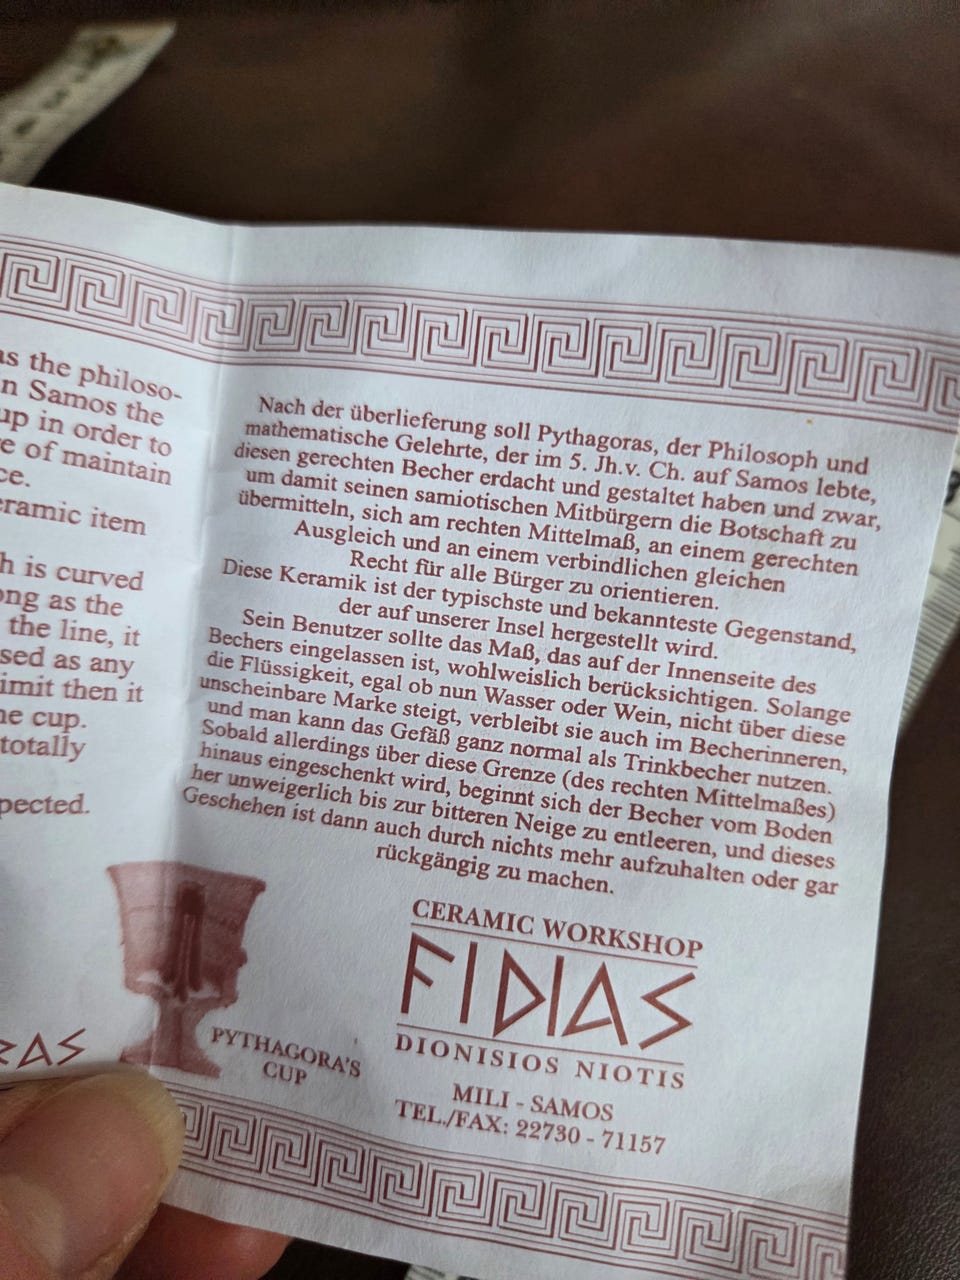 as the philoso-
n Samos the
up in order to
e of maintain
ce.
eramic item
h is curved
ong as the
the line, it
sed as any
imit then it
he cup.
totally
pected.
RAS
Nach der überlieferung soll Pythagoras, der Philosoph und
mathematische Gelehrte, der im 5. Jh.v. Ch. auf Samos lebte,
diesen gerechten Becher erdacht und gestaltet haben und zwar,
um damit seinen samiotischen Mitbürgern die Botschaft zu
übermitteln, sich am rechten Mittelmaß, an einem gerechten
Ausgleich und an einem verbindlichen gleichen
Recht für alle Bürger zu orientieren.
Diese Keramik ist der typischste und bekannteste Gegenstand,
der auf unserer Insel hergestellt wird.
Sein Benutzer sollte das Maß, das auf der Innenseite des
Bechers eingelassen ist, wohlweislich berücksichtigen. Solange
die Flüssigkeit, egal ob nun Wasser oder Wein, nicht über diese
unscheinbare Marke steigt, verbleibt sie auch im Becherinneren,
und man kann das Gefäß ganz normal als Trinkbecher nutzen.
Sobald allerdings über diese Grenze (des rechten Mittelmaßes)
hinaus eingeschenkt wird, beginnt sich der Becher vom Boden
her unweigerlich bis zur bitteren Neige zu entleeren, und dieses
Geschehen ist dann auch durch nichts mehr aufzuhalten oder gar
rückgängig zu machen.
PYTHAGORA'S
CUP
CERAMIC WORKSHOP
FIDIAS
DIONISIOS NIOTIS
MILI - SAMOS
TEL./FAX: 22730 - 71157